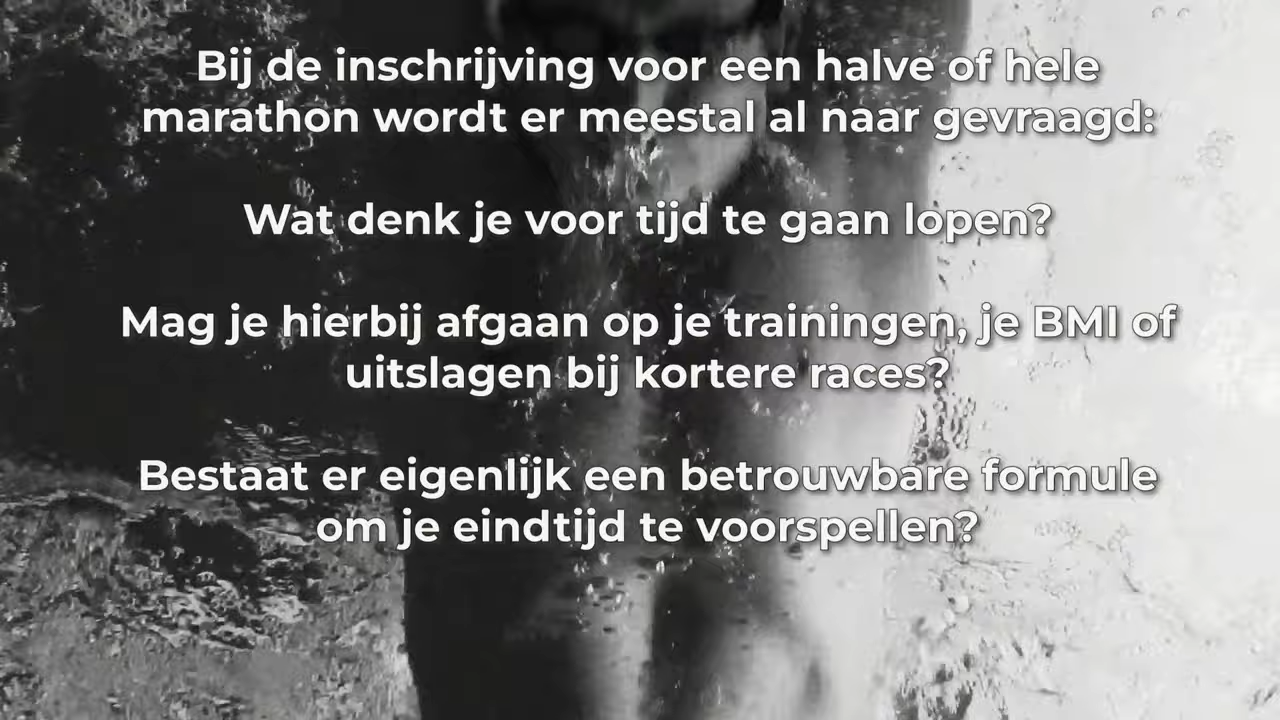 Bij de inschrijving voor een halve of hele
marathon wordt er meestal al naar gevraagd:
Wat denk je voor tijd te gaan lopen?
Mag je hierbij afgaan op je trainingen, je BMI of
uitslagen bij kortere races?
Bestaat er eigenlijk een betrouwbare formule
om je eindtijd te voorspellen?